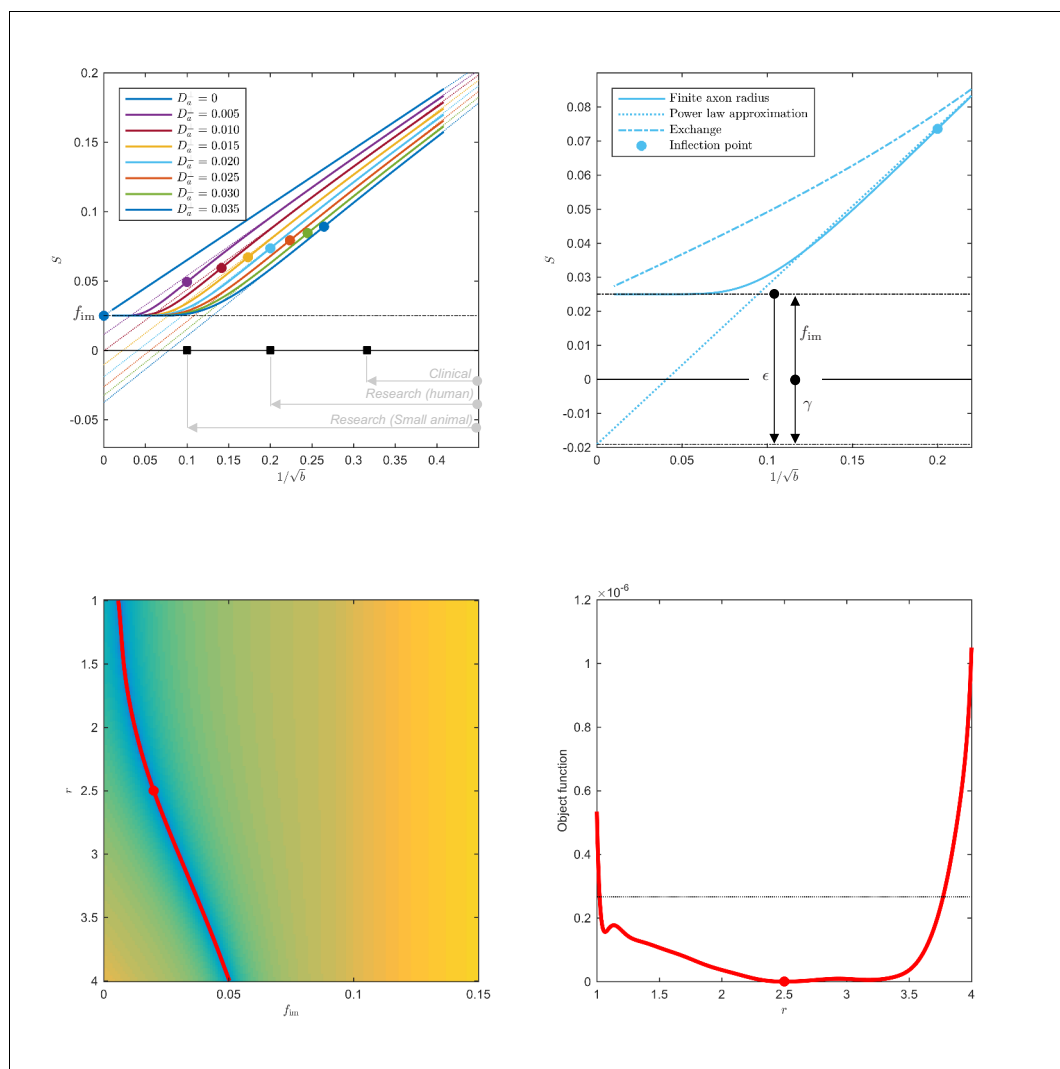 0.2
0.15
0.1
0.05
f_im
0
-0.05
S
D_a^⊥ = 0
D_a^⊥ = 0.005
D_a^⊥ = 0.010
D_a^⊥ = 0.015
D_a^⊥ = 0.020
D_a^⊥ = 0.025
D_a^⊥ = 0.030
D_a^⊥ = 0.035
Clinical
Research (human)
Research (Small animal)
0 0.05 0.1 0.15 0.2 0.25 0.3 0.35 0.4
1/√b
0.08
0.07
0.06
0.05
0.04
0.03
0.02
0.01
0
-0.01
-0.02
S
Finite axon radius
Power law approximation
Exchange
Inflection point
f_im
ϵ
γ
0 0.05 0.1 0.15 0.2
1/√b
1
1.5
2
2.5
3
3.5
4
r
0 0.05 0.1 0.15
f_im
×10^-6
1.2
1
0.8
0.6
0.4
0.2
0
Object function
1 1.5 2 2.5 3 3.5 4
r